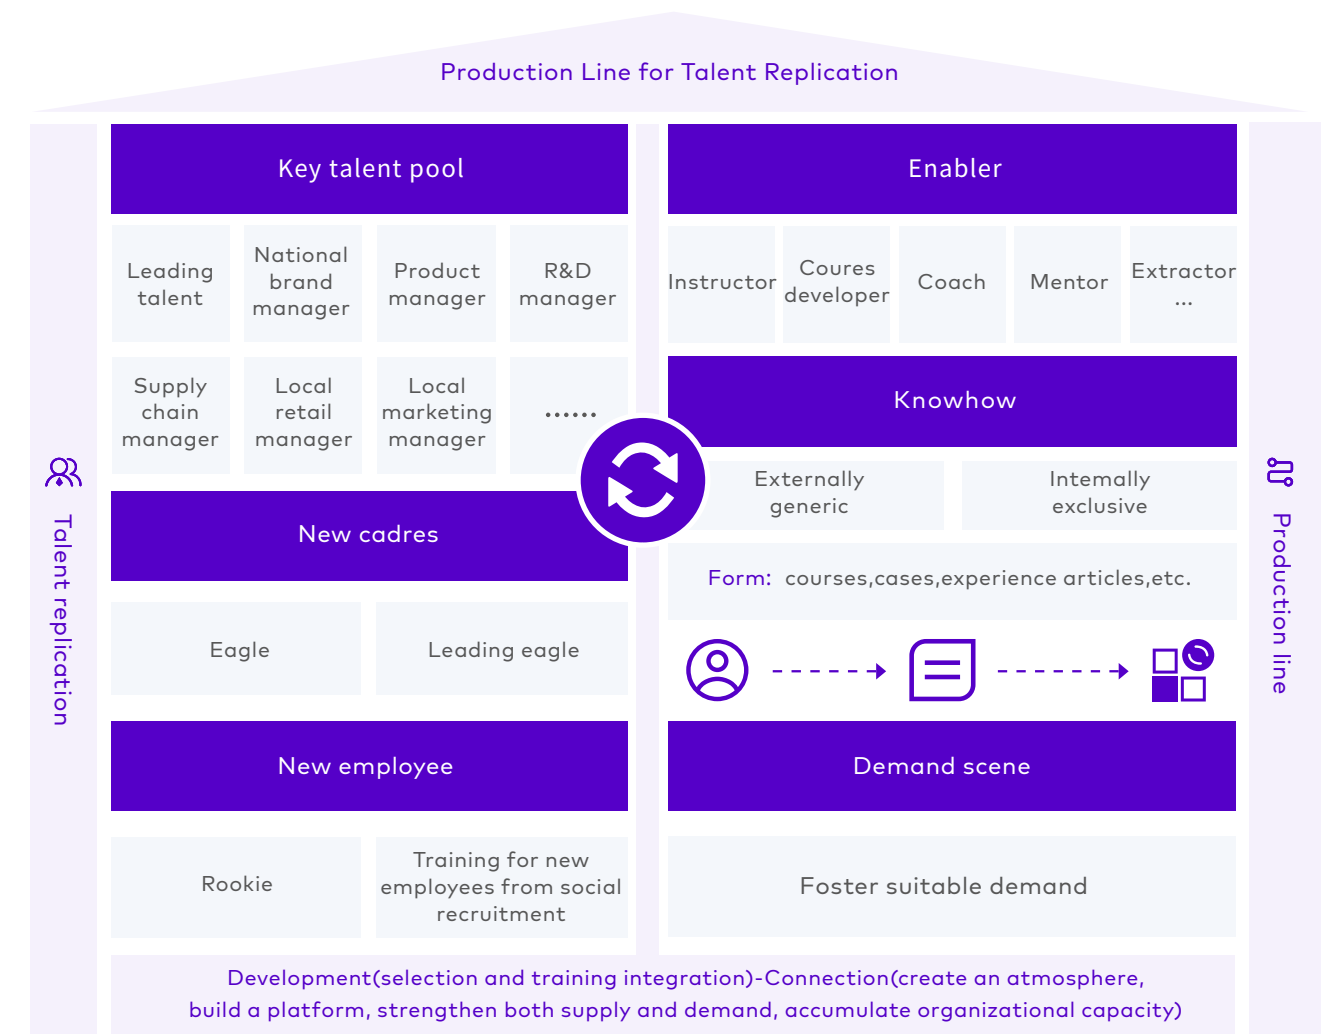 Production Line for Talent Replication
Talent replication
Key talent pool
Leading
talent
National
brand
manager
Product
manager
R&D
manager
Supply
chain
manager
Local
retail
manager
Local
marketing
manager
......
New cadres
Eagle
Leading eagle
New employee
Rookie
Training for new
employees from social
recruitment
Enabler
Instructor
Coures
developer
Coach
Mentor
Extractor
...
Knowhow
Externally
generic
Intemally
exclusive
Form: courses,cases,experience articles,etc.
Demand scene
Foster suitable demand
Production line
Development(selection and training integration)-Connection(create an atmosphere,
build a platform, strengthen both supply and demand, accumulate organizational capacity)